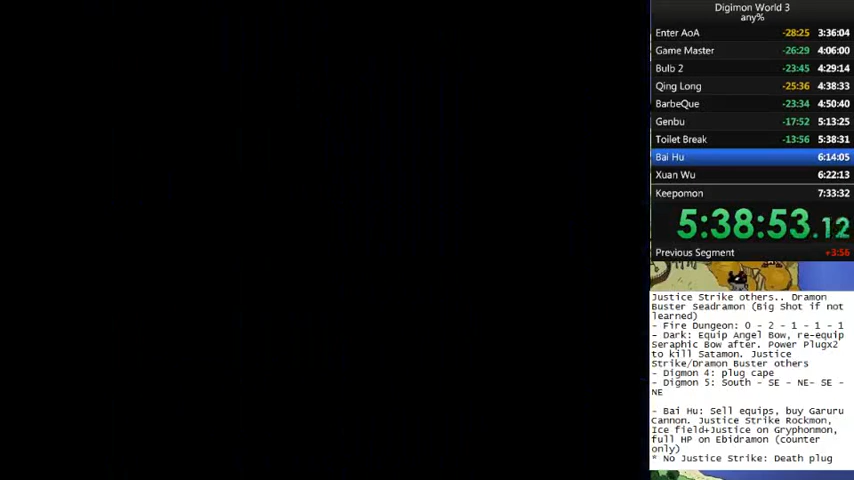 Digimon World 3
any%
Enter AoA -28:25 3:36:04
Game Master -26:29 4:06:00
Bulb 2 -23:45 4:29:14
Qing Long -25:36 4:38:33
BarbeQue -23:34 4:50:40
Genbu -17:52 5:13:25
Toilet Break -13:56 5:38:31
Bai Hu 6:14:05
Xuan Wu 6:22:13
Keepomon 7:33:32
5:38:53.12
Previous Segment +3:56
Justice Strike others.. Dramon
Buster Seadramon (Big Shot if not
learned)
- Fire Dungeon: 0 - 2 - 1 - 1 - 1
- Dark: Equip Angel Bow, re-equip
Seraphic Bow after. Power Plugx2
to kill Satamon. Justice
Strike/Dramon Buster others
- Digmon 4: plug cape
- Digmon 5: South - SE - NE- SE -
NE
- Bai Hu: Sell equips, buy Garuru
Cannon. Justice Strike Rockmon,
Ice field+Justice on Gryphonmon,
full HP on Ebidramon (counter
only)
* No Justice Strike: Death plug